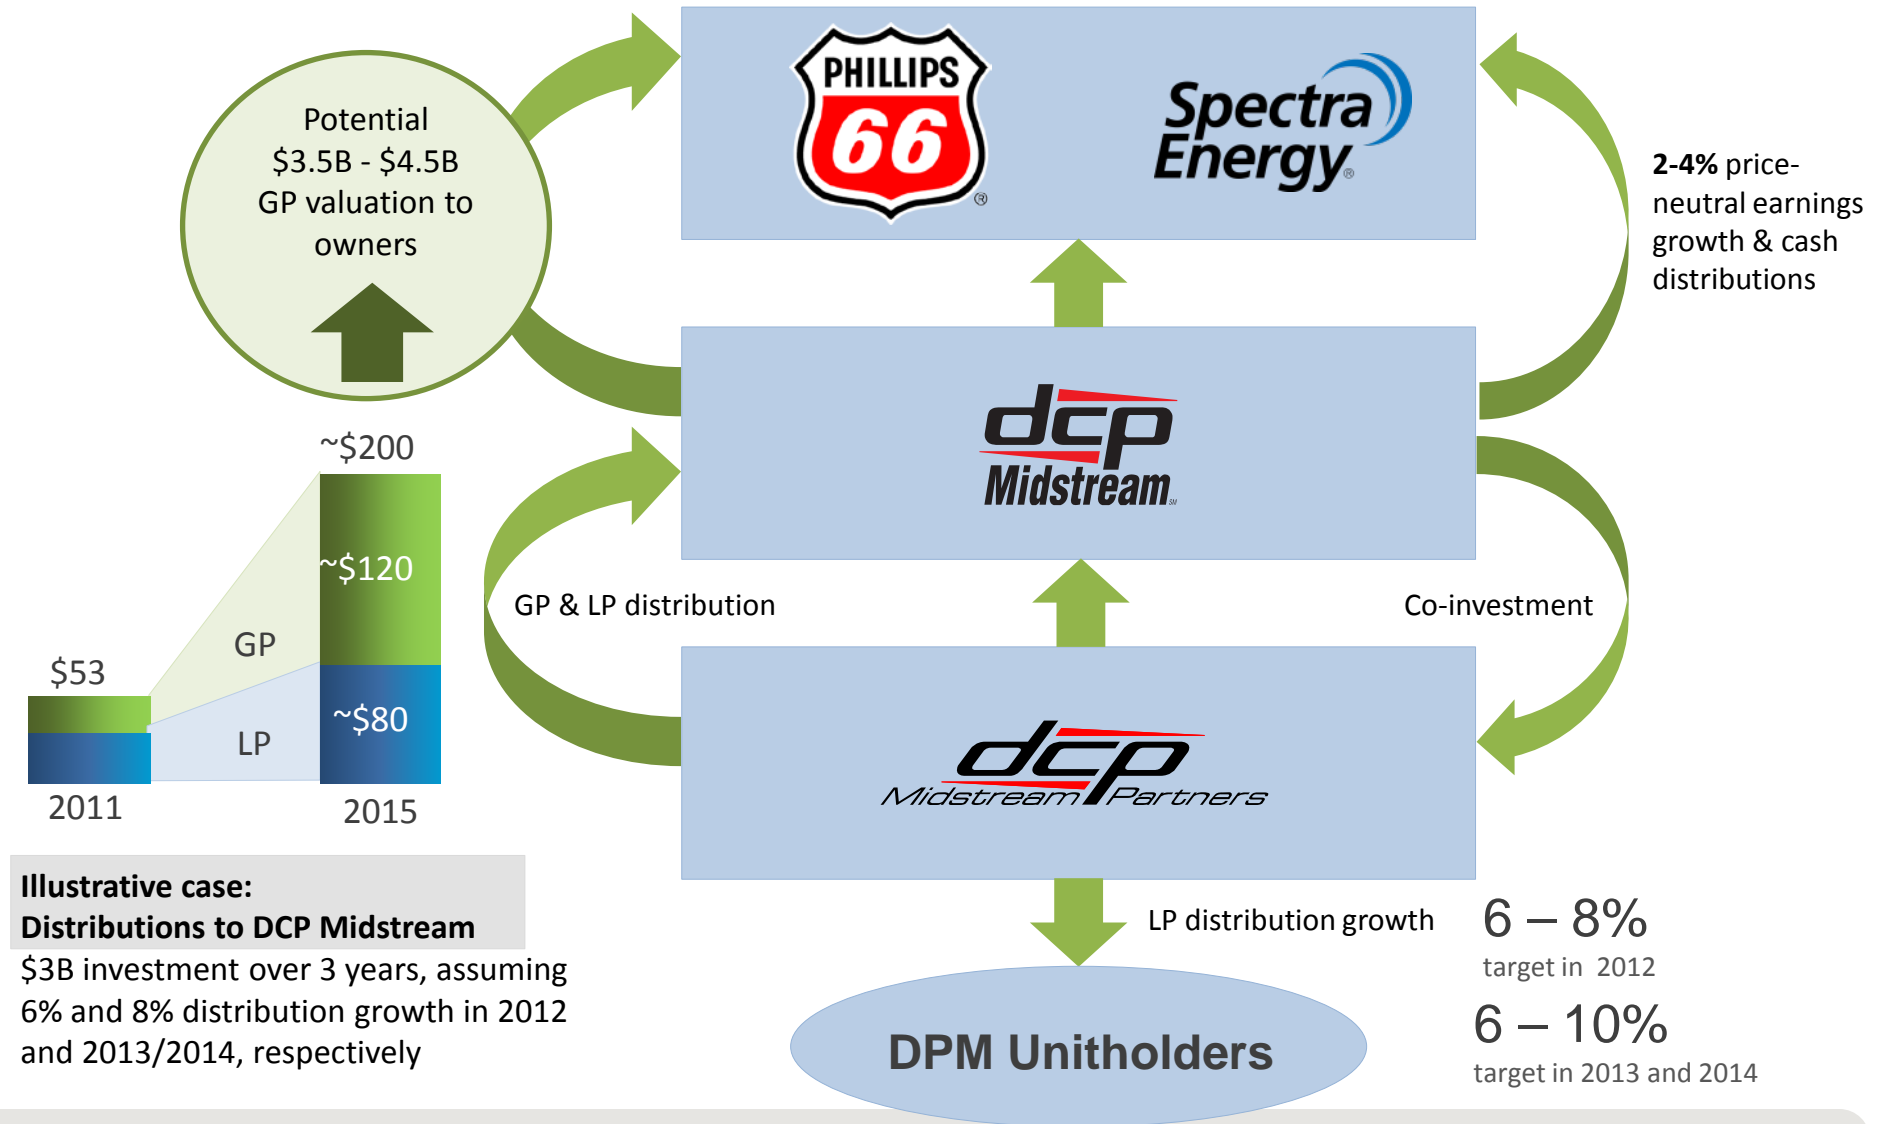 Potential
$3.5B - $4.5B
GP valuation to
owners
PHILLIPS
66
®
Spectra
Energy®
2-4% price-
neutral earnings
growth & cash
distributions
dcp
Midstream
SM
~$200
~$120
GP
$53
~$80
LP
2011
2015
GP & LP distribution
Co-investment
dcp
Midstream Partners
Illustrative case:
Distributions to DCP Midstream
$3B investment over 3 years, assuming
6% and 8% distribution growth in 2012
and 2013/2014, respectively
LP distribution growth
6 – 8%
target in 2012
6 – 10%
target in 2013 and 2014
DPM Unitholders